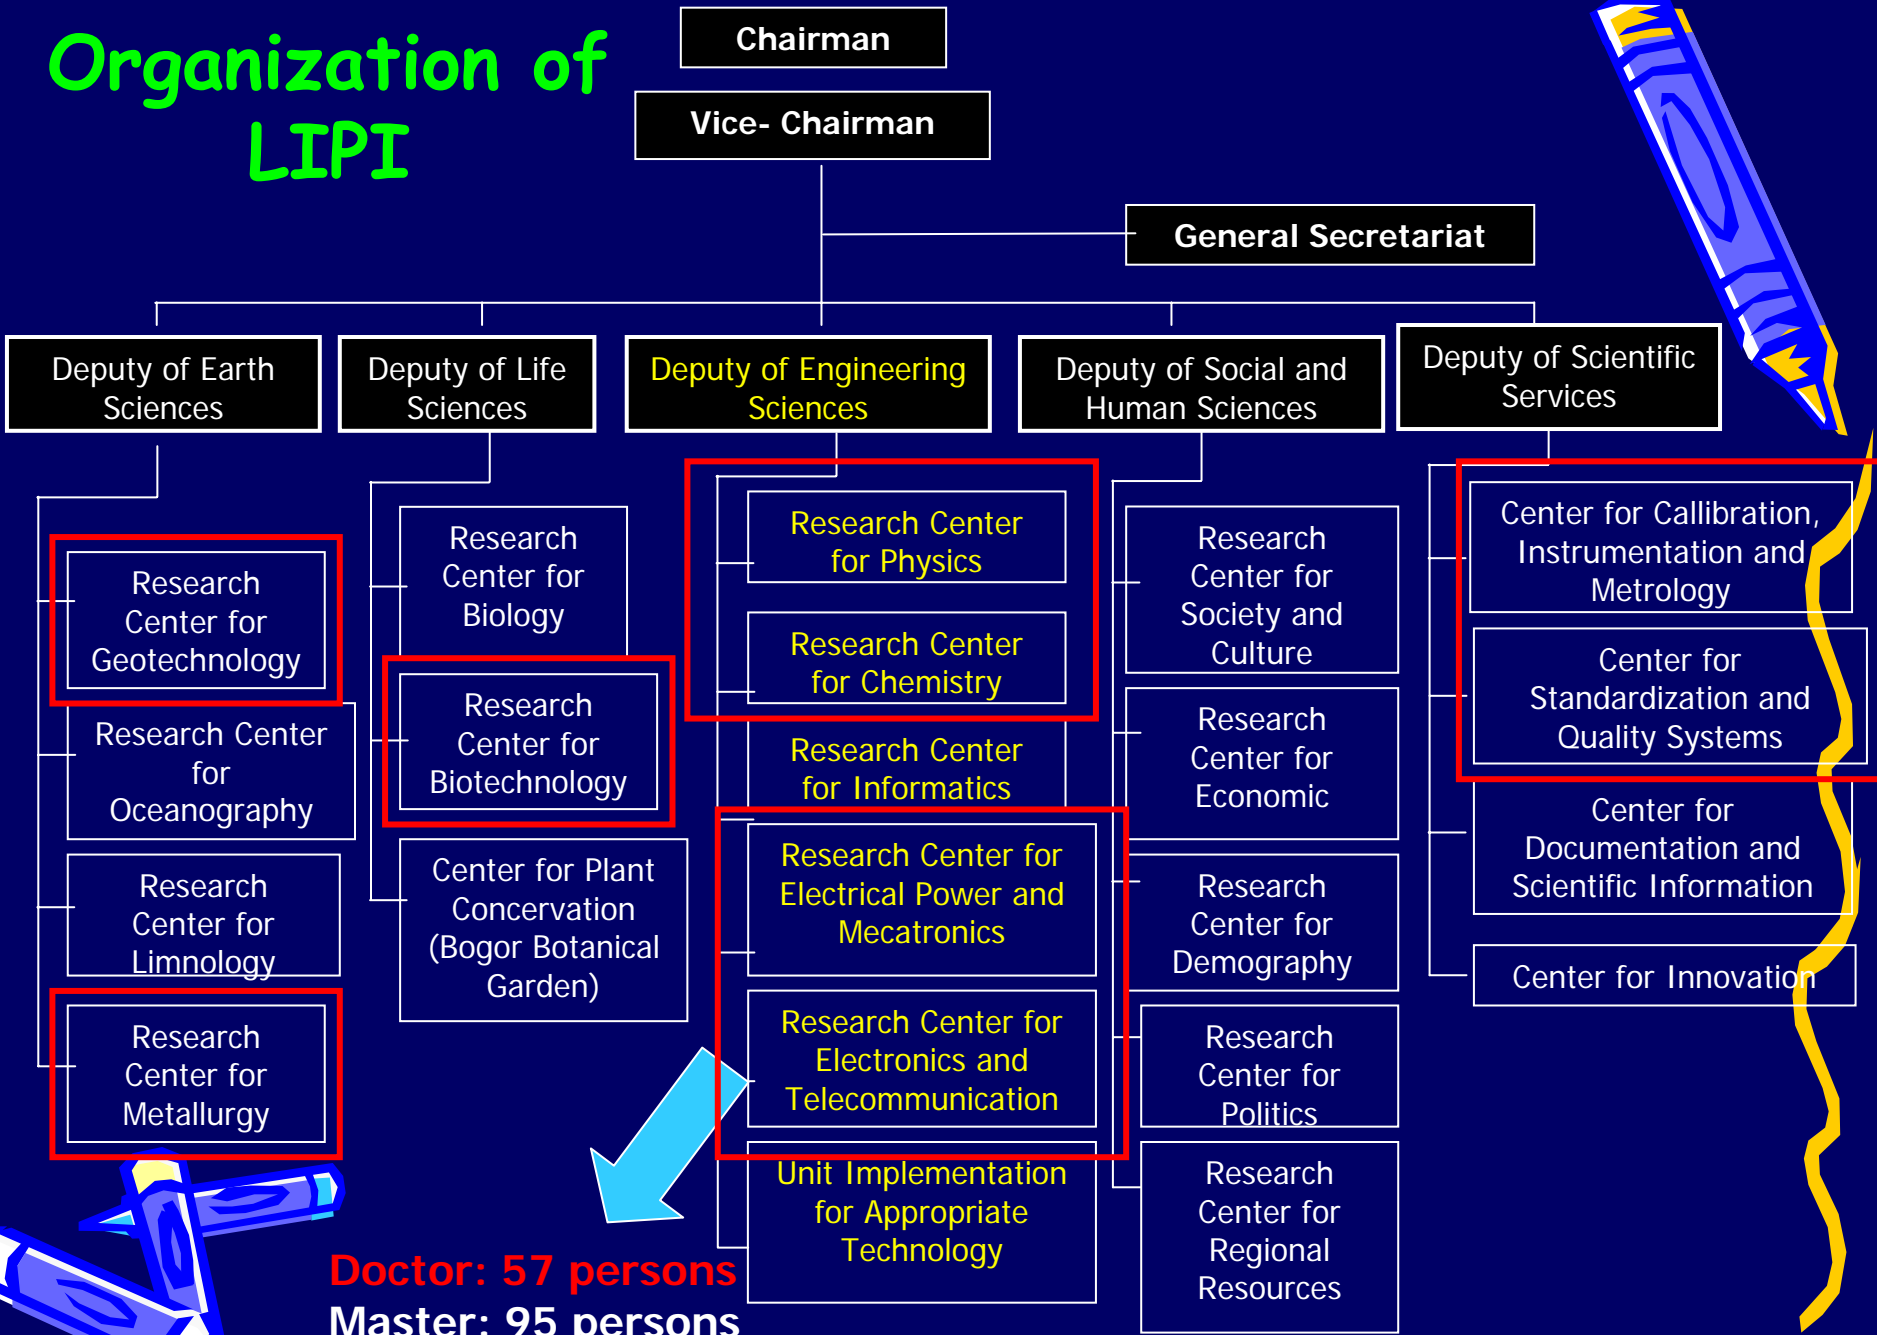 Organization of
LIPI
Chairman
Vice- Chairman
General Secretariat
Deputy of Earth
Sciences
Deputy of Life
Sciences
Deputy of Engineering
Sciences
Deputy of Social and
Human Sciences
Deputy of Scientific
Services
Research
Center for
Geotechnology
Research Center
for
Oceanography
Research
Center for
Limnology
Research
Center for
Metallurgy
Research
Center for
Biology
Research
Center for
Biotechnology
Center for Plant
Concervation
(Bogor Botanical
Garden)
Research Center
for Physics
Research Center
for Chemistry
Research Center
for Informatics
Research Center for
Electrical Power and
Mecatronics
Research Center for
Electronics and
Telecommunication
Unit Implementation
for Appropriate
Technology
Research
Center for
Society and
Culture
Research
Center for
Economic
Research
Center for
Demography
Research
Center for
Politics
Research
Center for
Regional
Resources
Center for Callibration,
Instrumentation and
Metrology
Center for
Standardization and
Quality Systems
Center for
Documentation and
Scientific Information
Center for Innovation
Doctor: 57 persons
Master: 95 persons